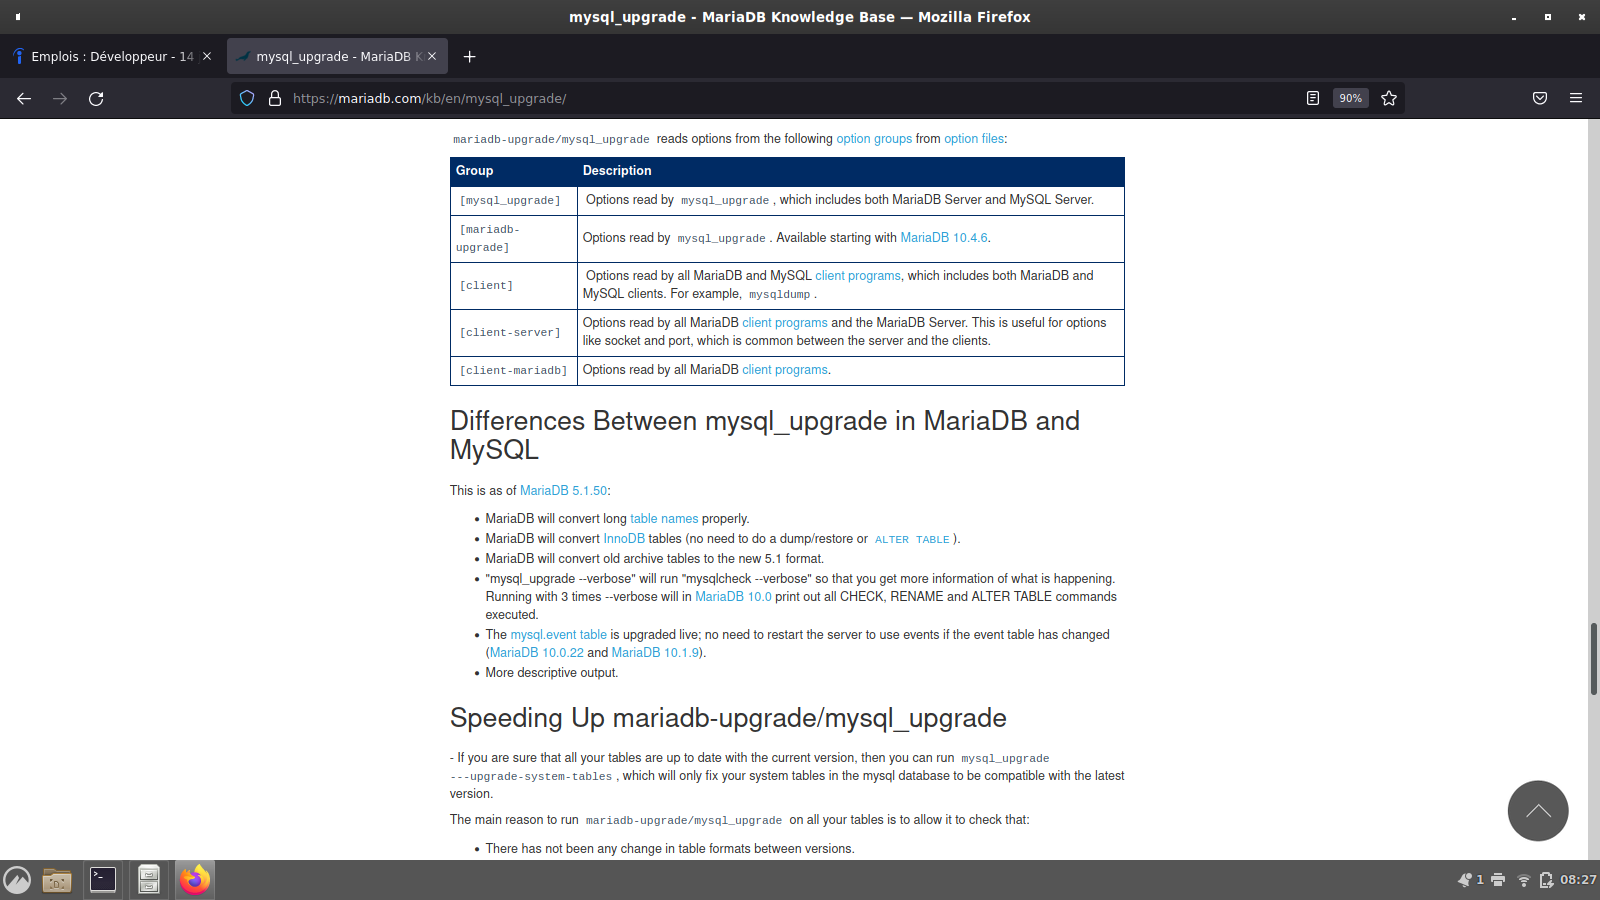 mysql_upgrade - MariaDB Knowledge Base — Mozilla Firefox
Emplois : Développeur - 14
mysql_upgrade - MariaDB K
https://mariadb.com/kb/en/mysql_upgrade/
90%
mariadb-upgrade/mysql_upgrade reads options from the following option groups from option files:
Group Description
[mysql_upgrade] Options read by mysql_upgrade , which includes both MariaDB Server and MySQL Server.
[mariadb-
upgrade] Options read by mysql_upgrade . Available starting with MariaDB 10.4.6.
[client] Options read by all MariaDB and MySQL client programs, which includes both MariaDB and
MySQL clients. For example, mysqldump .
[client-server] Options read by all MariaDB client programs and the MariaDB Server. This is useful for options
like socket and port, which is common between the server and the clients.
[client-mariadb] Options read by all MariaDB client programs.
Differences Between mysql_upgrade in MariaDB and
MySQL
This is as of MariaDB 5.1.50:
• MariaDB will convert long table names properly.
• MariaDB will convert InnoDB tables (no need to do a dump/restore or ALTER TABLE ).
• MariaDB will convert old archive tables to the new 5.1 format.
• "mysql_upgrade --verbose" will run "mysqlcheck --verbose" so that you get more information of what is happening.
Running with 3 times --verbose will in MariaDB 10.0 print out all CHECK, RENAME and ALTER TABLE commands
executed.
• The mysql.event table is upgraded live; no need to restart the server to use events if the event table has changed
(MariaDB 10.0.22 and MariaDB 10.1.9).
• More descriptive output.
Speeding Up mariadb-upgrade/mysql_upgrade
- If you are sure that all your tables are up to date with the current version, then you can run mysql_upgrade
---upgrade-system-tables , which will only fix your system tables in the mysql database to be compatible with the latest
version.
The main reason to run mariadb-upgrade/mysql_upgrade on all your tables is to allow it to check that:
• There has not been any change in table formats between versions.
1
08:27